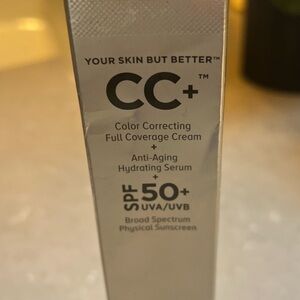 YOUR SKIN BUT BETTER™
CC+™
Color Correcting
Full Coverage Cream
+
Anti-Aging
Hydrating Serum
+
SPF 50+
UVA/UVB
Broad Spectrum
Physical Sunscreen